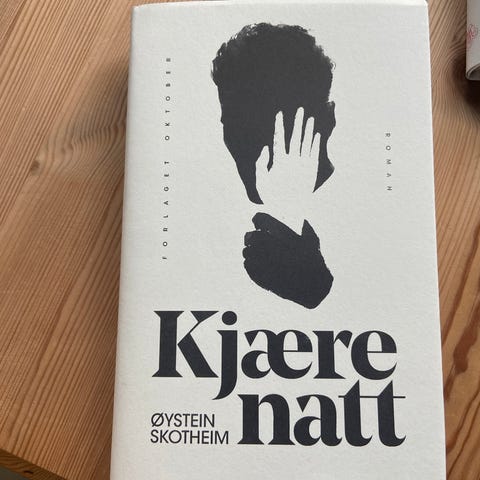 FORLAGET OKTOBER
ROMAN
Kjære
natt
ØYSTEIN
SKOTHEIM